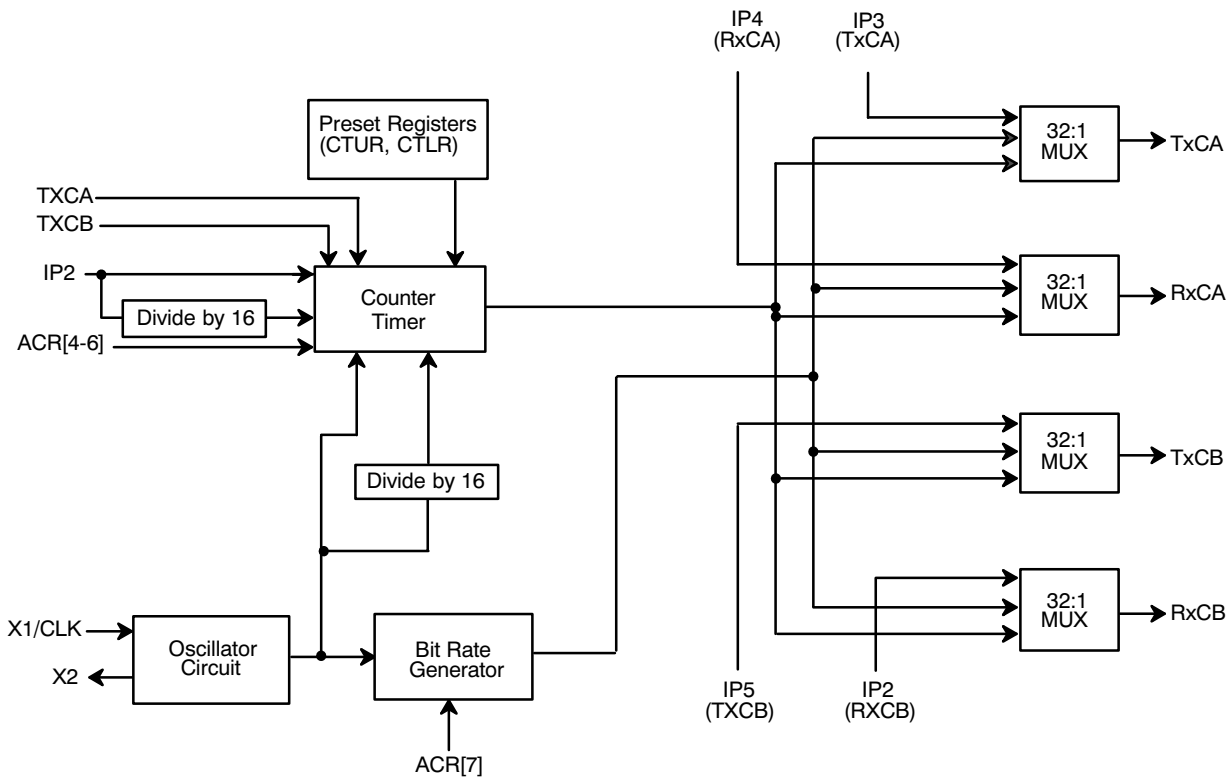 IP4
(RxCA)
IP3
(TxCA)
Preset Registers
(CTUR, CTLR)
32:1
MUX
TxCA
TXCA
TXCB
IP2
Counter
Timer
Divide by 16
ACR[4-6]
32:1
MUX
RxCA
32:1
MUX
TxCB
Divide by 16
32:1
MUX
RxCB
X1/CLK
X2
Oscillator
Circuit
Bit Rate
Generator
IP5
(TXCB)
IP2
(RXCB)
ACR[7]